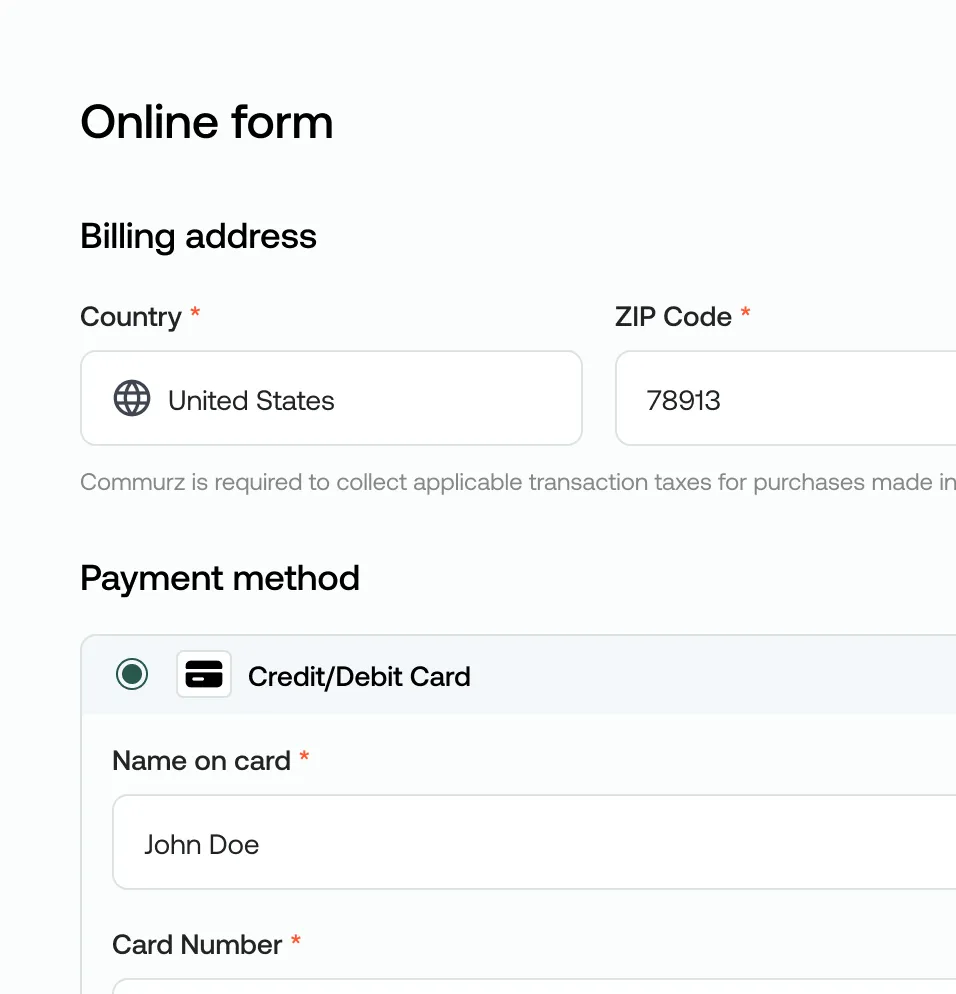 Online form
Billing address
Country * ZIP Code *
United States 78913
Commurz is required to collect applicable transaction taxes for purchases made in
Payment method
Credit/Debit Card
Name on card *
John Doe
Card Number *